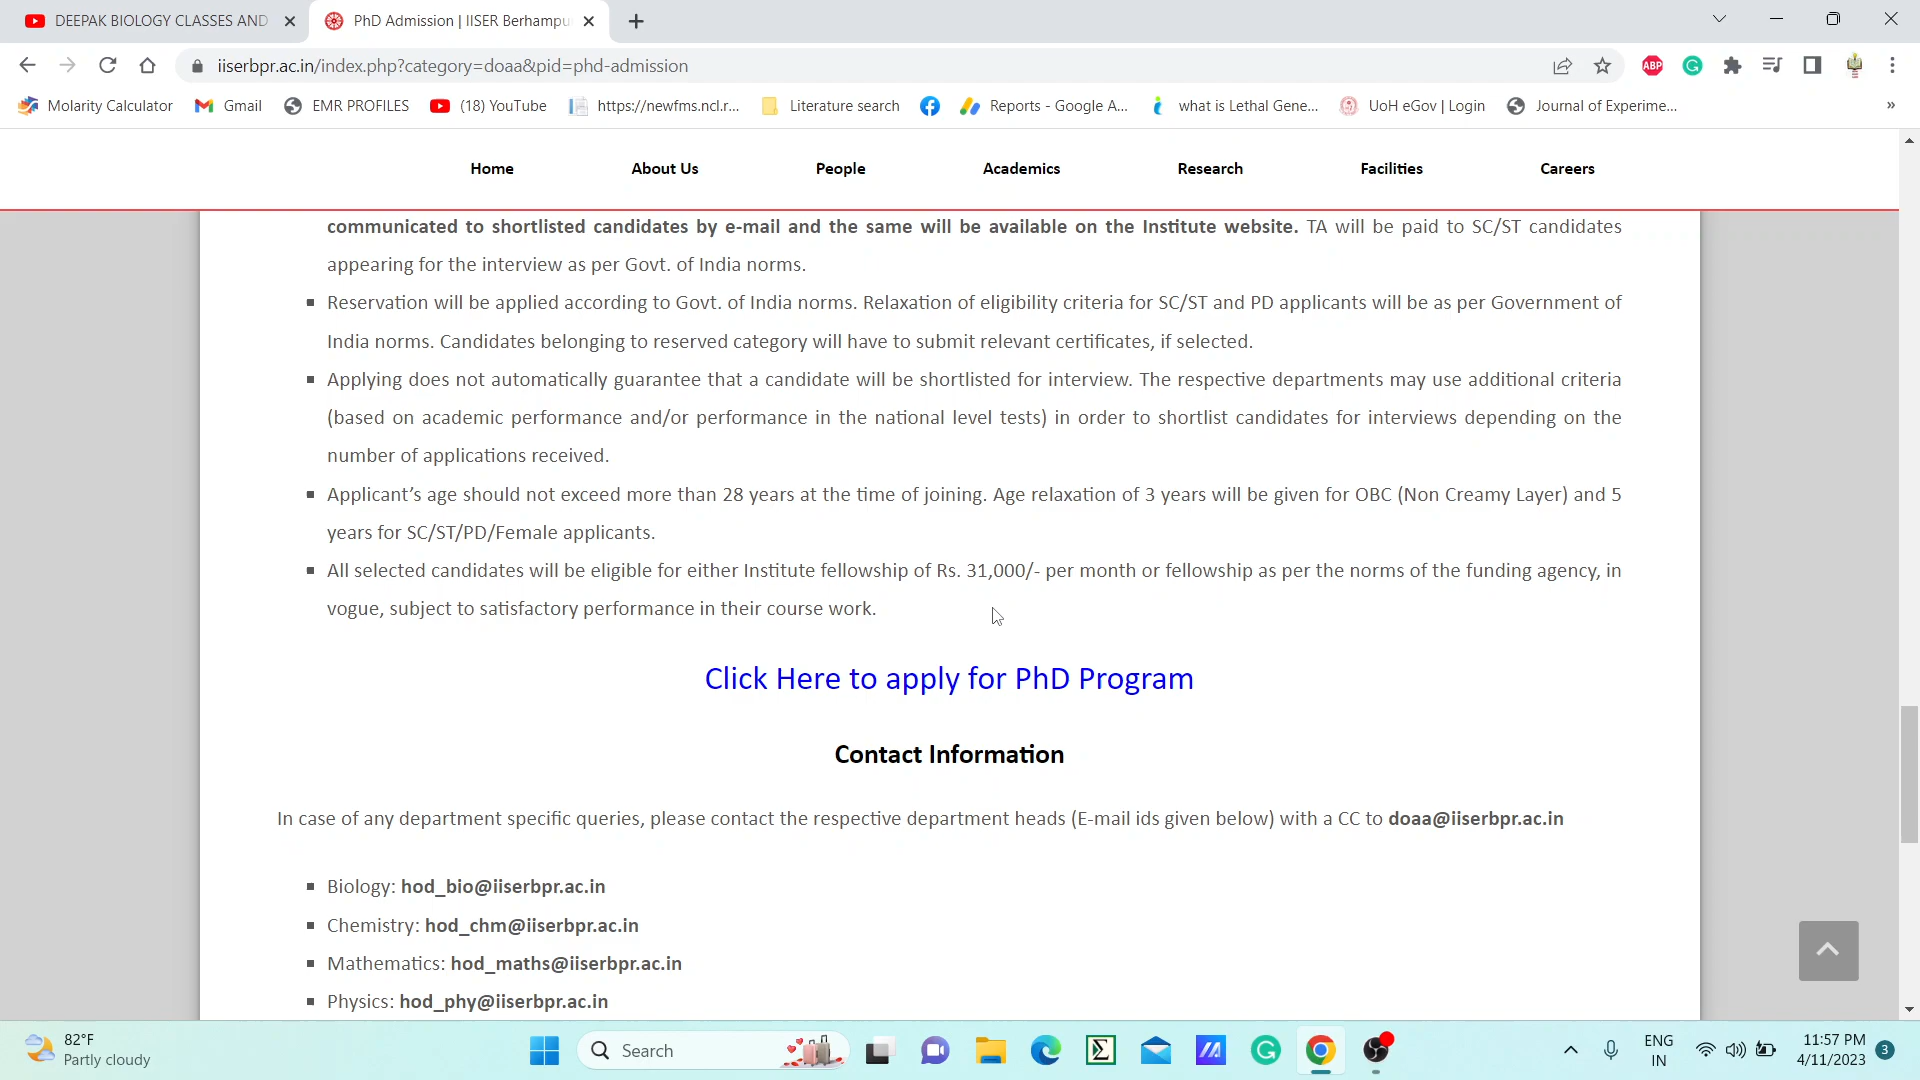 DEEPAK BIOLOGY CLASSES AND
PhD Admission | IISER Berhampu
iiserbpr.ac.in/index.php?category=doaa&pid=phd-admission
ABP
Molarity Calculator
Gmail
EMR PROFILES
(18) YouTube
https://newfms.ncl.r...
Literature search
Reports - Google A...
what is Lethal Gene...
UoH eGov | Login
Journal of Experime...
»
Home
About Us
People
Academics
Research
Facilities
Careers
communicated to shortlisted candidates by e-mail and the same will be available on the Institute website. TA will be paid to SC/ST candidates
appearing for the interview as per Govt. of India norms.
Reservation will be applied according to Govt. of India norms. Relaxation of eligibility criteria for SC/ST and PD applicants will be as per Government of
India norms. Candidates belonging to reserved category will have to submit relevant certificates, if selected.
Applying does not automatically guarantee that a candidate will be shortlisted for interview. The respective departments may use additional criteria
(based on academic performance and/or performance in the national level tests) in order to shortlist candidates for interviews depending on the
number of applications received.
Applicant’s age should not exceed more than 28 years at the time of joining. Age relaxation of 3 years will be given for OBC (Non Creamy Layer) and 5
years for SC/ST/PD/Female applicants.
All selected candidates will be eligible for either Institute fellowship of Rs. 31,000/- per month or fellowship as per the norms of the funding agency, in
vogue, subject to satisfactory performance in their course work.
Click Here to apply for PhD Program
Contact Information
In case of any department specific queries, please contact the respective department heads (E-mail ids given below) with a CC to doaa@iiserbpr.ac.in
Biology: hod_bio@iiserbpr.ac.in
Chemistry: hod_chm@iiserbpr.ac.in
Mathematics: hod_maths@iiserbpr.ac.in
Physics: hod_phy@iiserbpr.ac.in
82°F
Partly cloudy
Search
ENG
IN
11:57 PM
4/11/2023
3